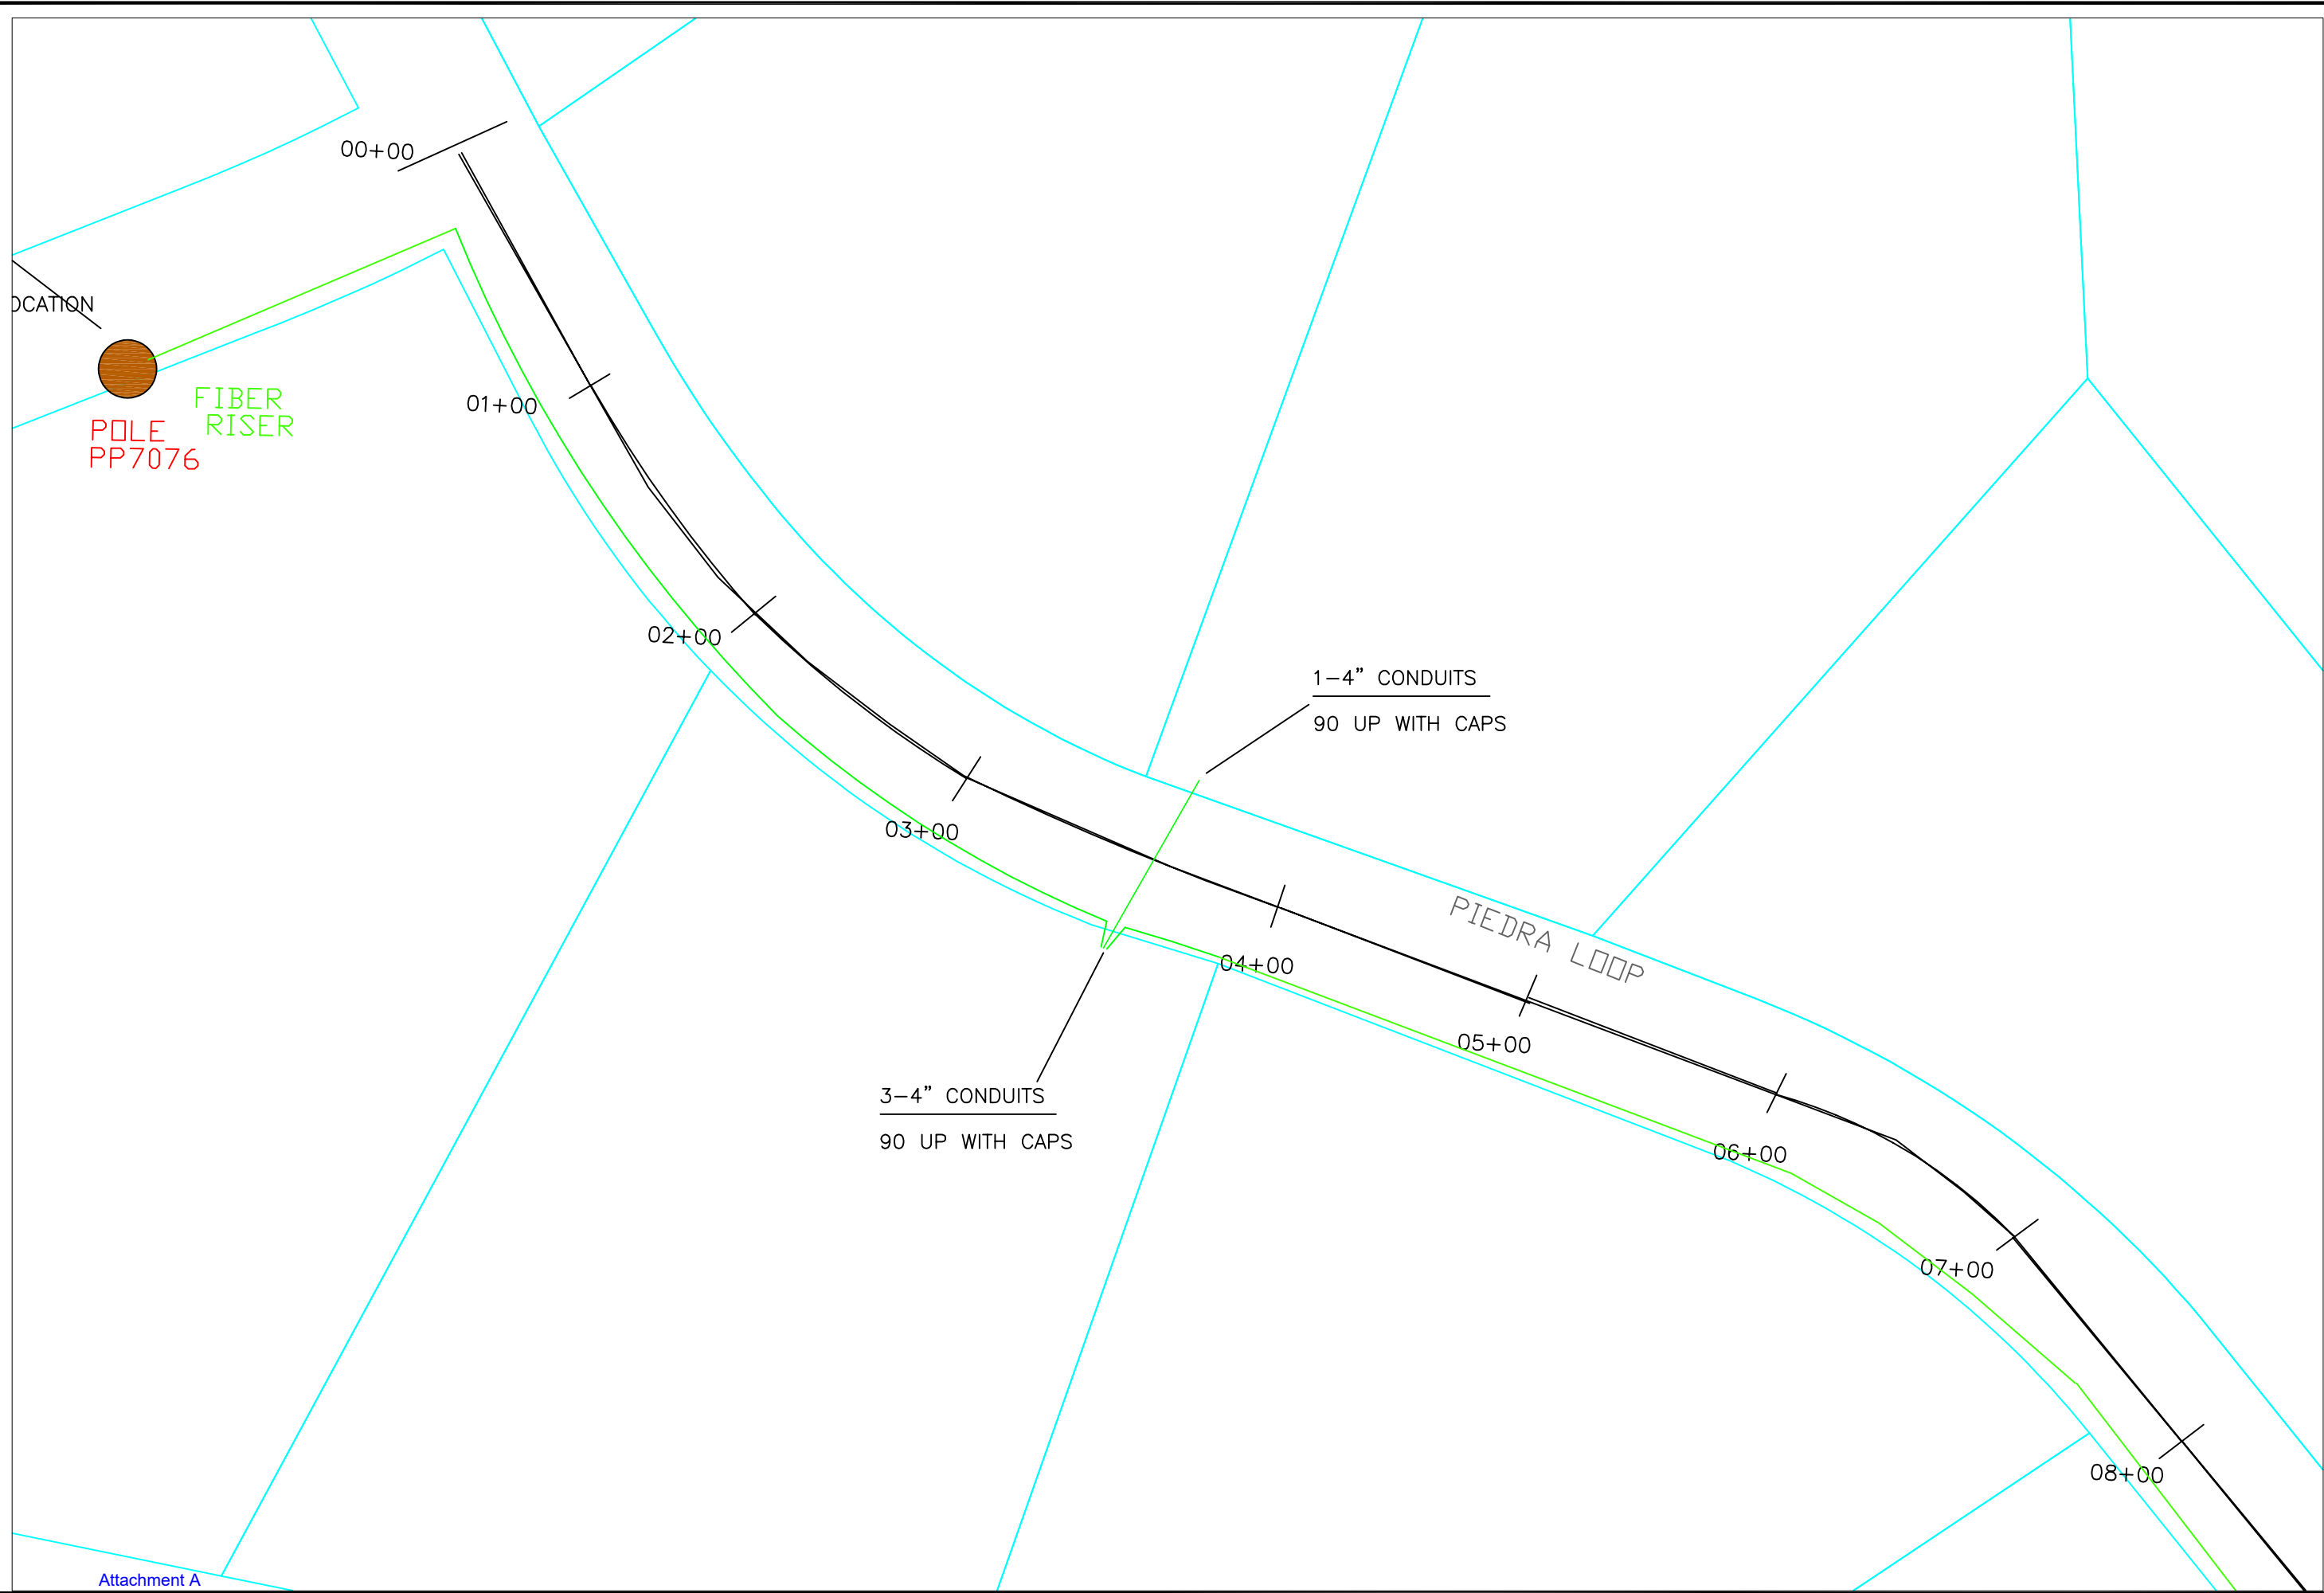 00+00
OCATION
FIBER
RISER
POLE
PP7076
01+00
02+00
1-4" CONDUITS
90 UP WITH CAPS
03+00
PIEDRA LOOP
04+00
05+00
3-4" CONDUITS
90 UP WITH CAPS
06+00
07+00
08+00
Attachment A